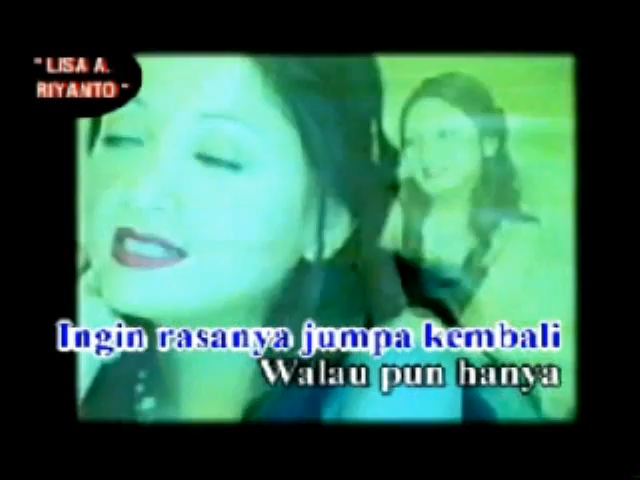 " LISA A.
RIYANTO "
Ingin rasanya jumpa kembali
Walau pun hanya